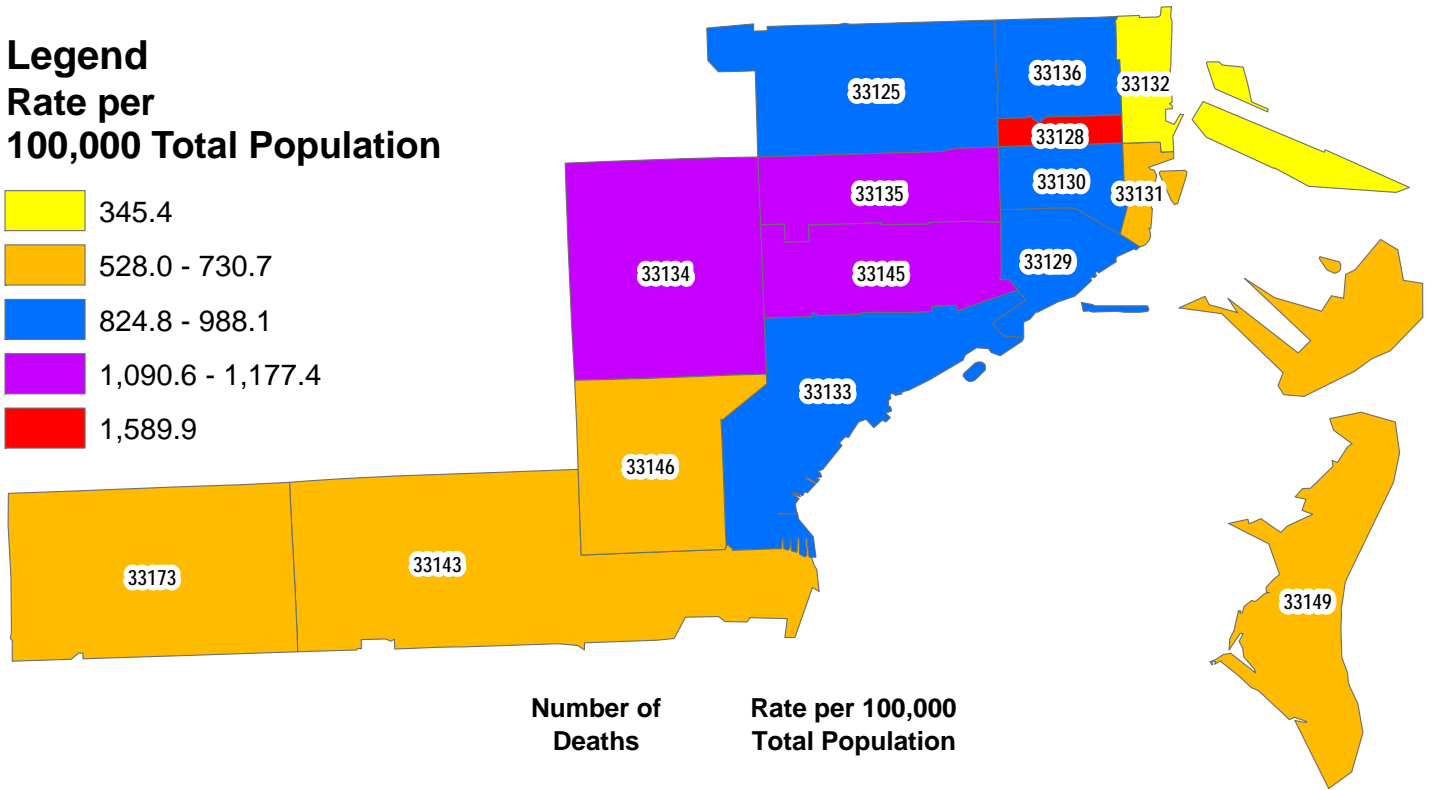 Legend
Rate per
100,000 Total Population
345.4
528.0 - 730.7
824.8 - 988.1
1,090.6 - 1,177.4
1,589.9
33125
33136
33132
33128
33135
33130
33131
33134
33145
33129
33133
33146
33173
33143
33149
Number of
Deaths
Rate per 100,000
Total Population